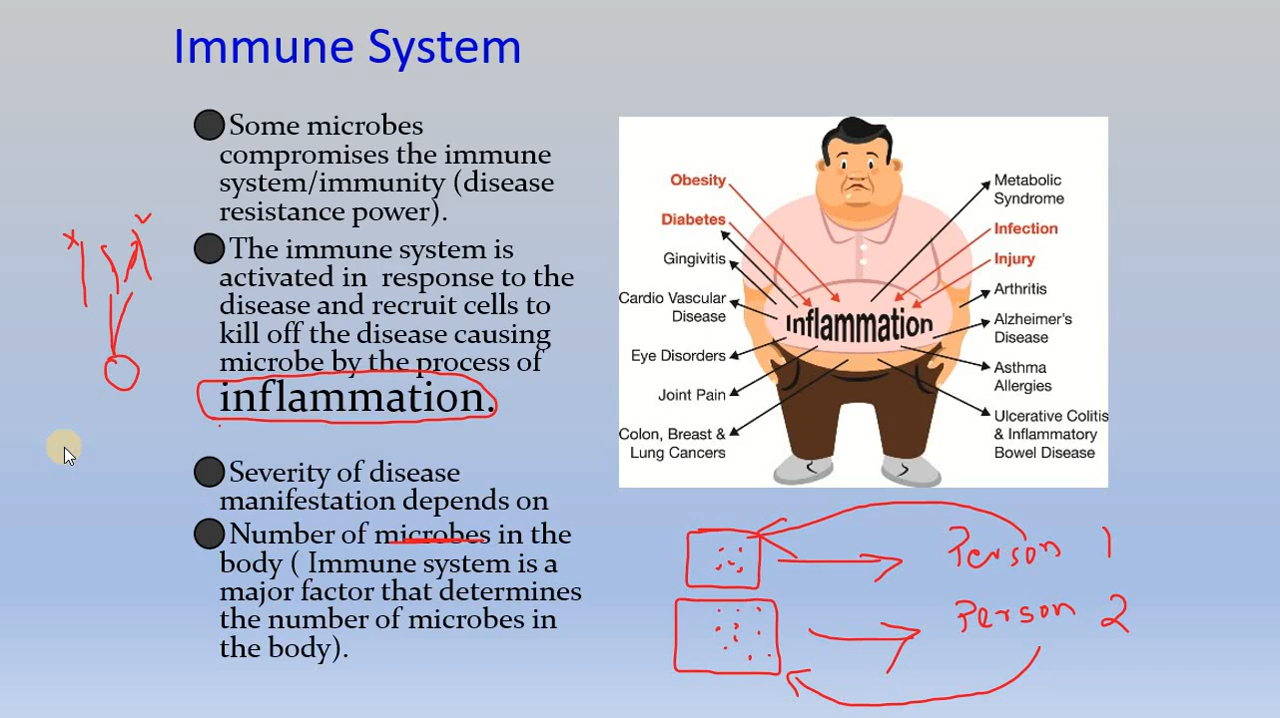 Immune System
Some microbes
compromises the immune
system/immunity (disease
resistance power).
The immune system is
activated in response to the
disease and recruit cells to
kill off the disease causing
microbe by the process of
inflammation.
Severity of disease
manifestation depends on
Number of microbes in the
body ( Immune system is a
major factor that determines
the number of microbes in
the body).
Obesity
Diabetes
Gingivitis
Cardio Vascular
Disease
Eye Disorders
Joint Pain
Colon, Breast &
Lung Cancers
Inflammation
Metabolic
Syndrome
Infection
Injury
Arthritis
Alzheimer's
Disease
Asthma
Allergies
Ulcerative Colitis
& Inflammatory
Bowel Disease
Person 1
Person 2